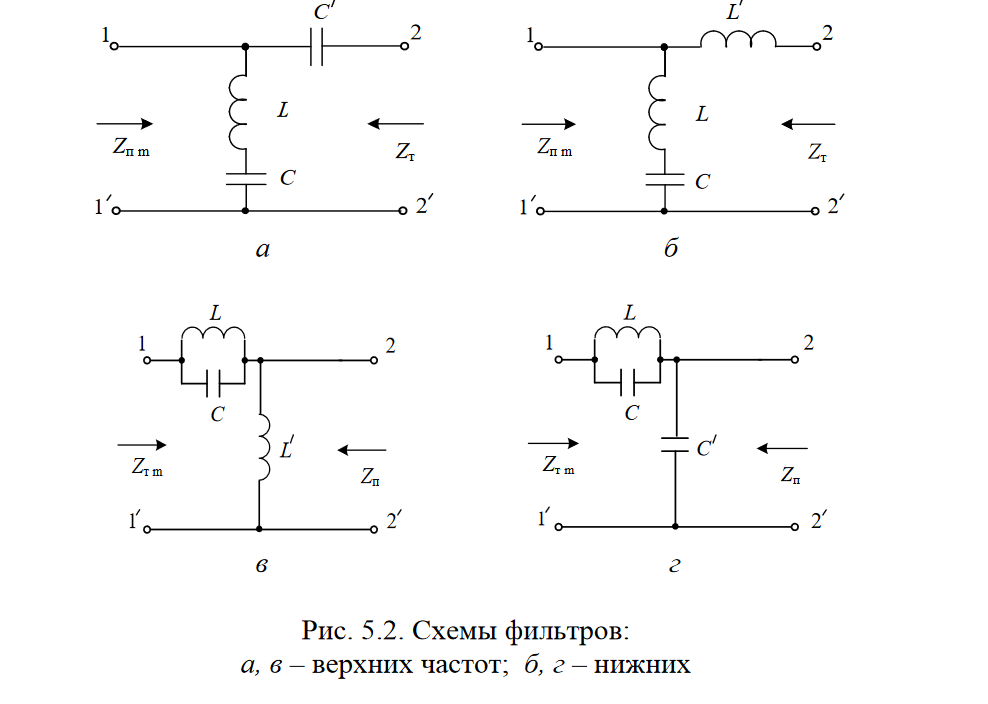 C′ L′
1 2 1 2
L L
Zп m Zт Zп m Zт
C C
1′ 2′ 1′ 2′
а б
L L
1 2 1 2
C C
L′ C′
Zт m Zп Zт m Zп
1′ 2′ 1′ 2′
в г
Рис. 5.2. Схемы фильтров:
а, в – верхних частот; б, г – нижних